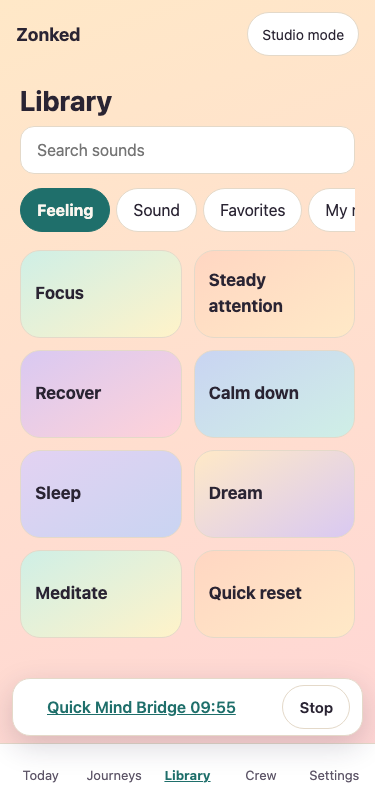 Zonked
Studio mode
Library
Search sounds
Feeling
Sound
Favorites
My
Focus
Steady
attention
Recover
Calm down
Sleep
Dream
Meditate
Quick reset
Quick Mind Bridge 09:55
Stop
Today
Journeys
Library
Crew
Settings